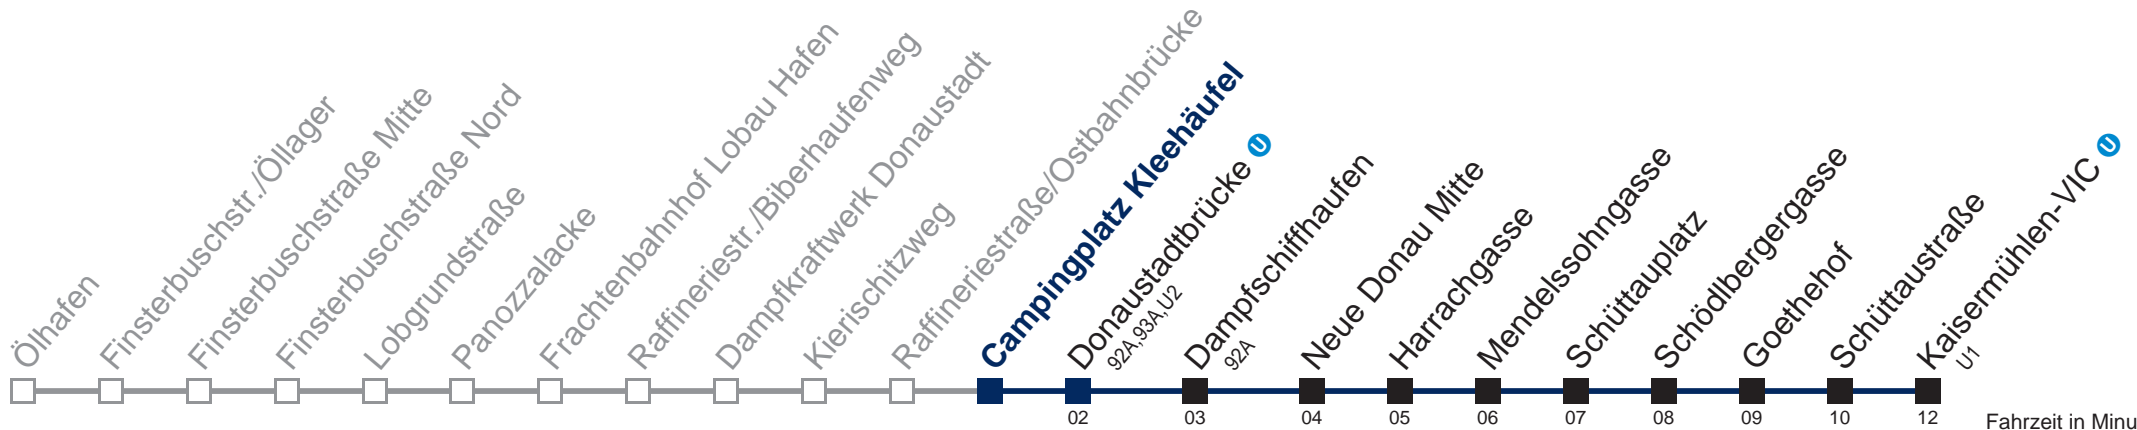 Ölhafen
Finsterbuschstr./Öllager
Finsterbuschstraße Mitte
Finsterbuschstraße Nord
Lobgrundstraße
Panozzalacke
Frachtenbahnhof Lobau Hafen
Raffineriestr./Biberhaufenweg
Dampfkraftwerk Donaustadt
Kierischitzweg
Raffineriestraße/Ostbahnbrücke
Campingplatz Kleehäufel
Donaustadtbrücke U
92A,93A,U2
Dampfschiffhaufen
92A
Neue Donau Mitte
Harrachgasse
Mendelssohngasse
Schüttauplatz
Schödlbergergasse
Goethehof
Schüttaustraße
Kaisermühlen-VIC U
U1
02 03 04 05 06 07 08 09 10 12 Fahrzeit in Minu